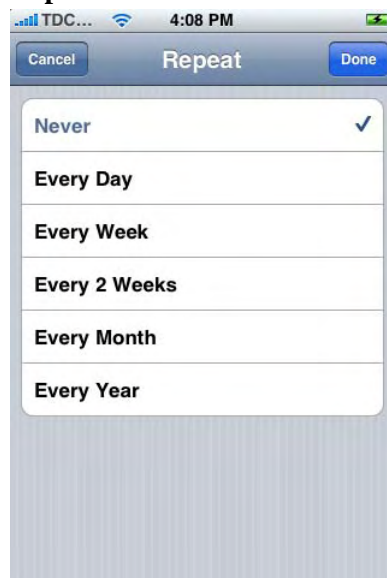 TDC... 4:08 PM
Cancel Repeat Done
Never
Every Day
Every Week
Every 2 Weeks
Every Month
Every Year